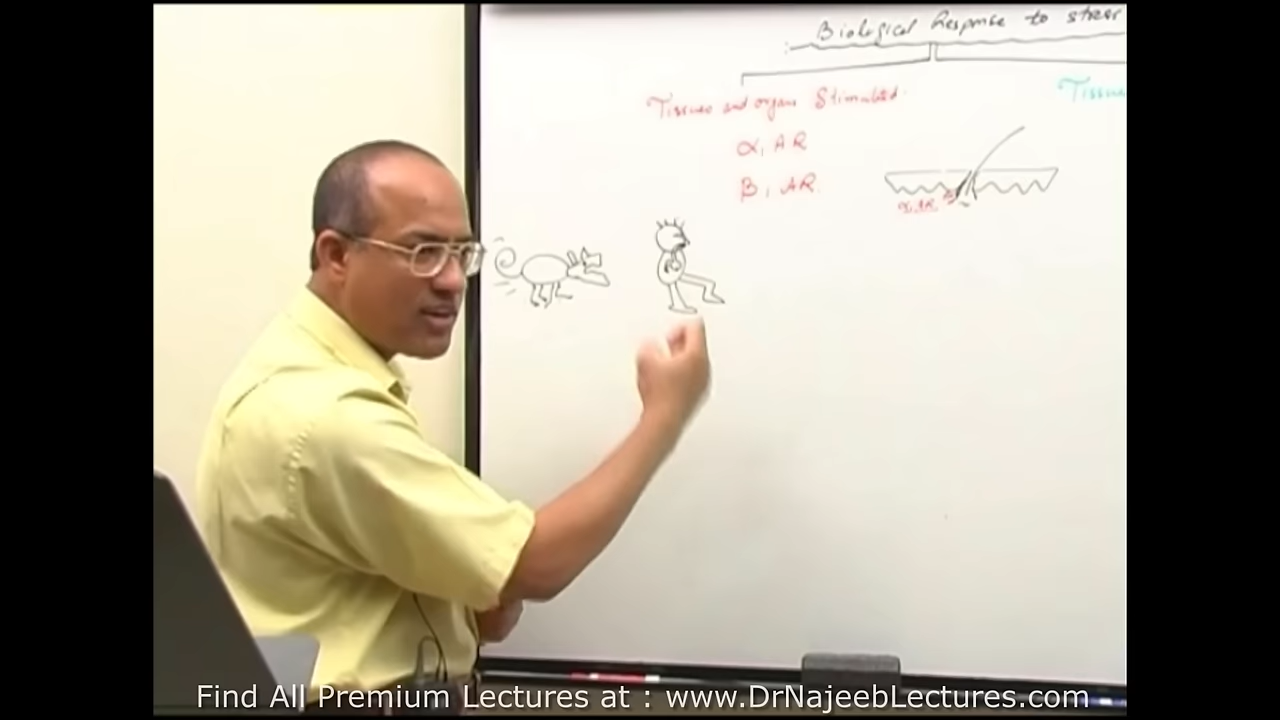 Biological Response to stress
Tissues and organs Stimulated
Tissue
α, AR
β, AR
α, AR
Find All Premium Lectures at : www.DrNajeebLectures.com